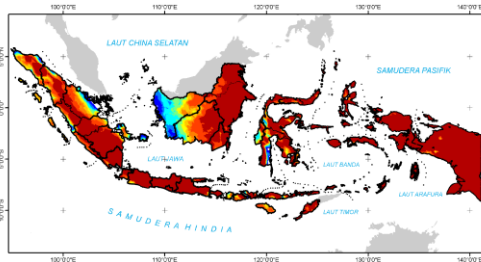 100°0'0"E 110°0'0"E 120°0'0"E 130°0'0"E 140°0'0"E
LAUT CHINA SELATAN
SAMUDERA PASIFIK
LAUT JAWA
LAUT BANDA
LAUT ARAFURA
SAMUDERA HINDIA
LAUT TIMOR
100°0'0"E 110°0'0"E 120°0'0"E 130°0'0"E 140°0'0"E